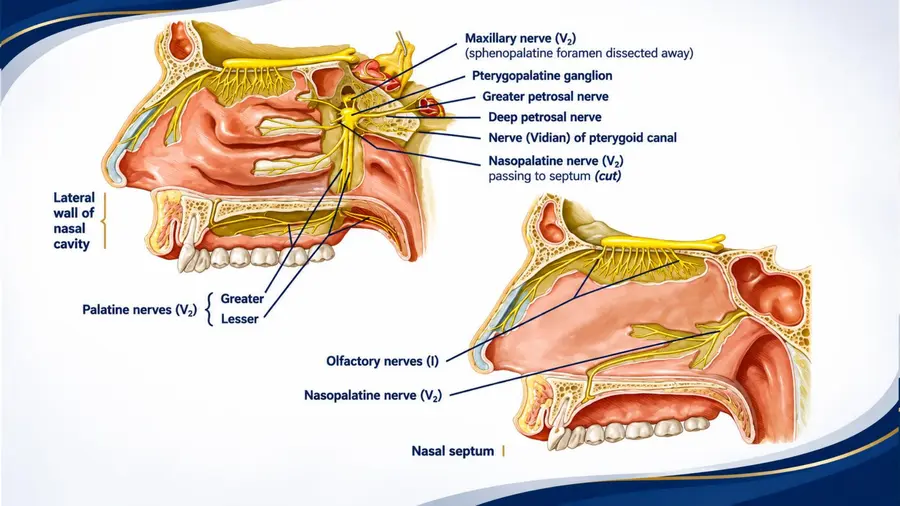 Maxillary nerve (V₂)
(sphenopalatine foramen dissected away)
Pterygopalatine ganglion
Greater petrosal nerve
Deep petrosal nerve
Nerve (Vidian) of pterygoid canal
Nasopalatine nerve (V₂)
passing to septum (cut)
Lateral
wall of
nasal
cavity
Palatine nerves (V₂)
Greater
Lesser
Olfactory nerves (I)
Nasopalatine nerve (V₂)
Nasal septum